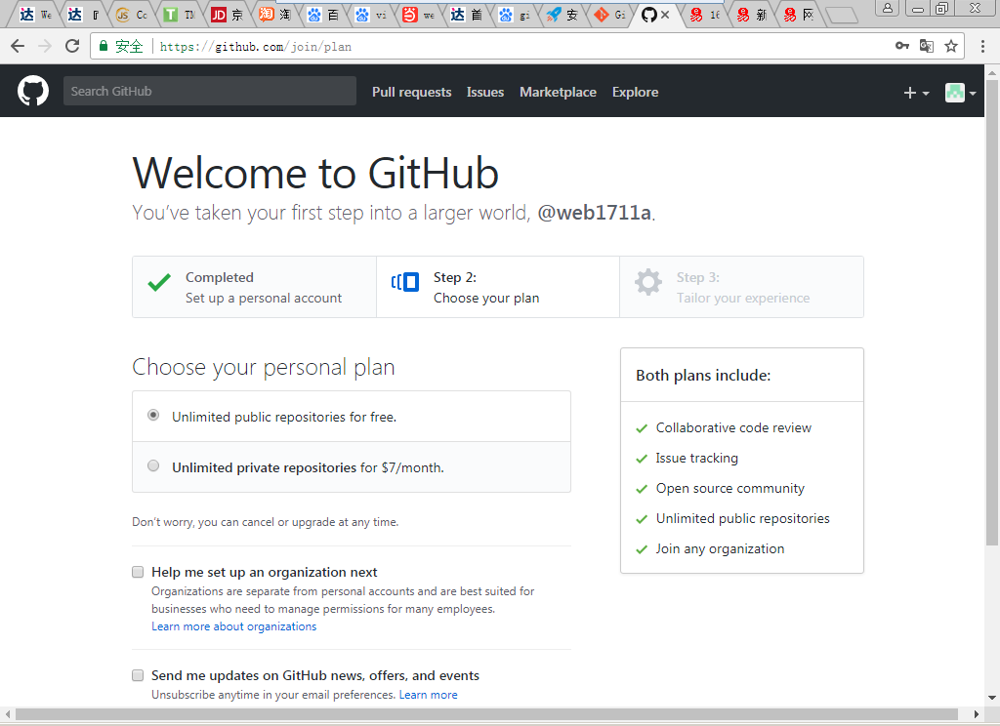 We
Cc
TM
JD 京
淘 淘
百
vi
当 we
达 首
gi
安
Gi
16
新
网
安全 https://github.com/join/plan
Search GitHub Pull requests Issues Marketplace Explore
Welcome to GitHub
You've taken your first step into a larger world, @web1711a.
Completed
Set up a personal account
Step 2:
Choose your plan
Step 3:
Tailor your experience
Choose your personal plan
Unlimited public repositories for free.
Unlimited private repositories for $7/month.
Don't worry, you can cancel or upgrade at any time.
Help me set up an organization next
Organizations are separate from personal accounts and are best suited for
businesses who need to manage permissions for many employees.
Learn more about organizations
Send me updates on GitHub news, offers, and events
Unsubscribe anytime in your email preferences. Learn more
Both plans include:
Collaborative code review
Issue tracking
Open source community
Unlimited public repositories
Join any organization